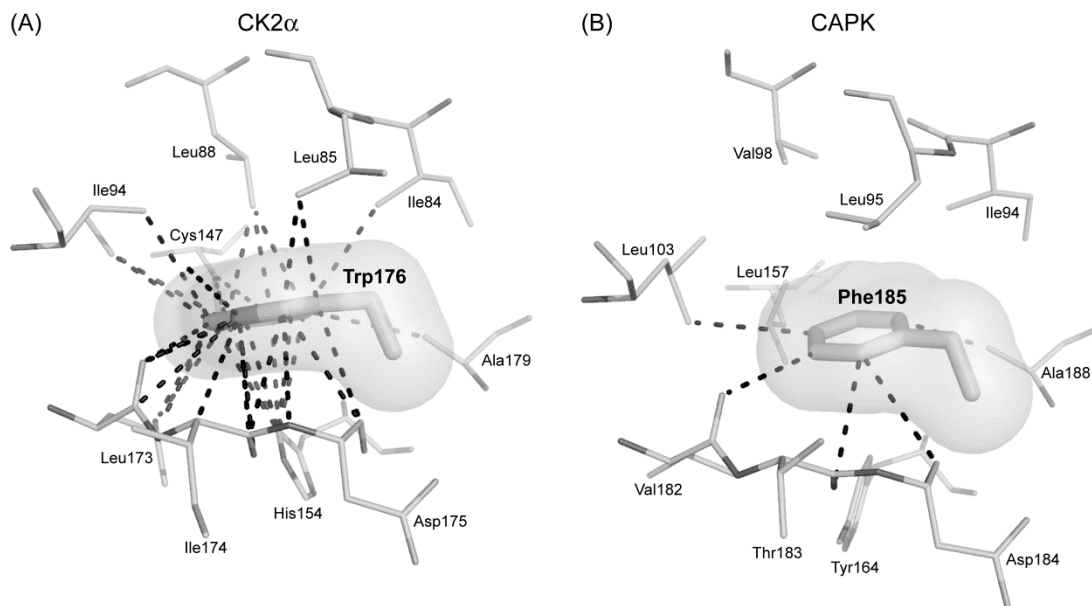 (A)
CK2α
Leu88
Leu85
Ile94
Ile84
Cys147
Trp176
Ala179
Leu173
His154
Asp175
Ile174
(B)
CAPK
Val98
Leu95
Ile94
Leu103
Leu157
Phe185
Ala188
Val182
Thr183
Tyr164
Asp184